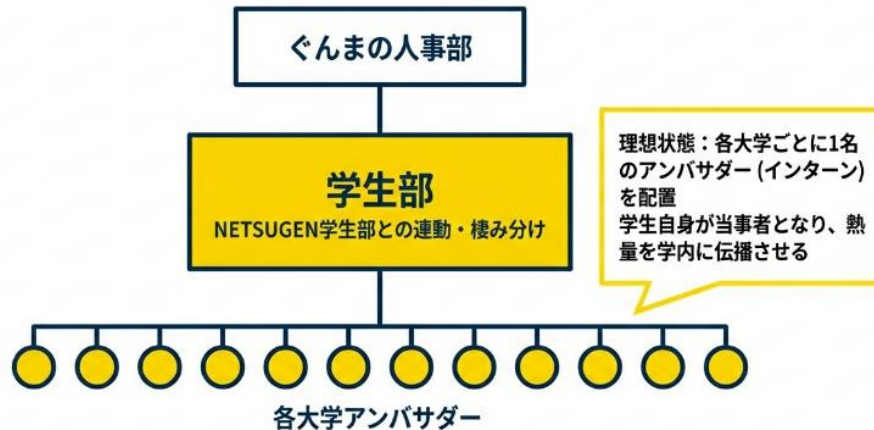 ぐんまの人事部
学生部
NETSUGEN学生部との連動・棲み分け
理想状態：各大学ごとに1名
のアンバサダー (インターン)
を配置
学生自身が当事者となり、熱
量を学内に伝播させる
各大学アンバサダー